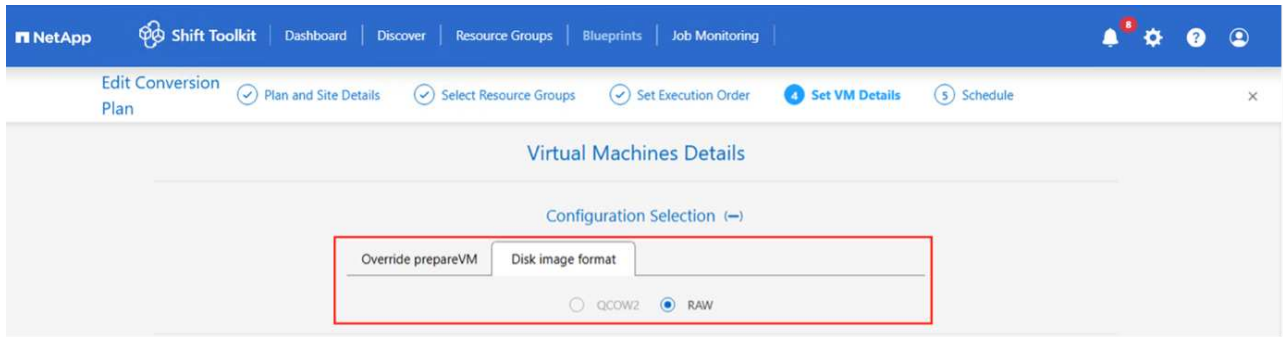 NetApp Shift Toolkit Dashboard Discover Resource Groups Blueprints Job Monitoring 8 ?
Edit Conversion
Plan
Plan and Site Details Select Resource Groups Set Execution Order 4 Set VM Details 5 Schedule
Virtual Machines Details
Configuration Selection (−)
Override prepareVM Disk image format
QCOW2 RAW